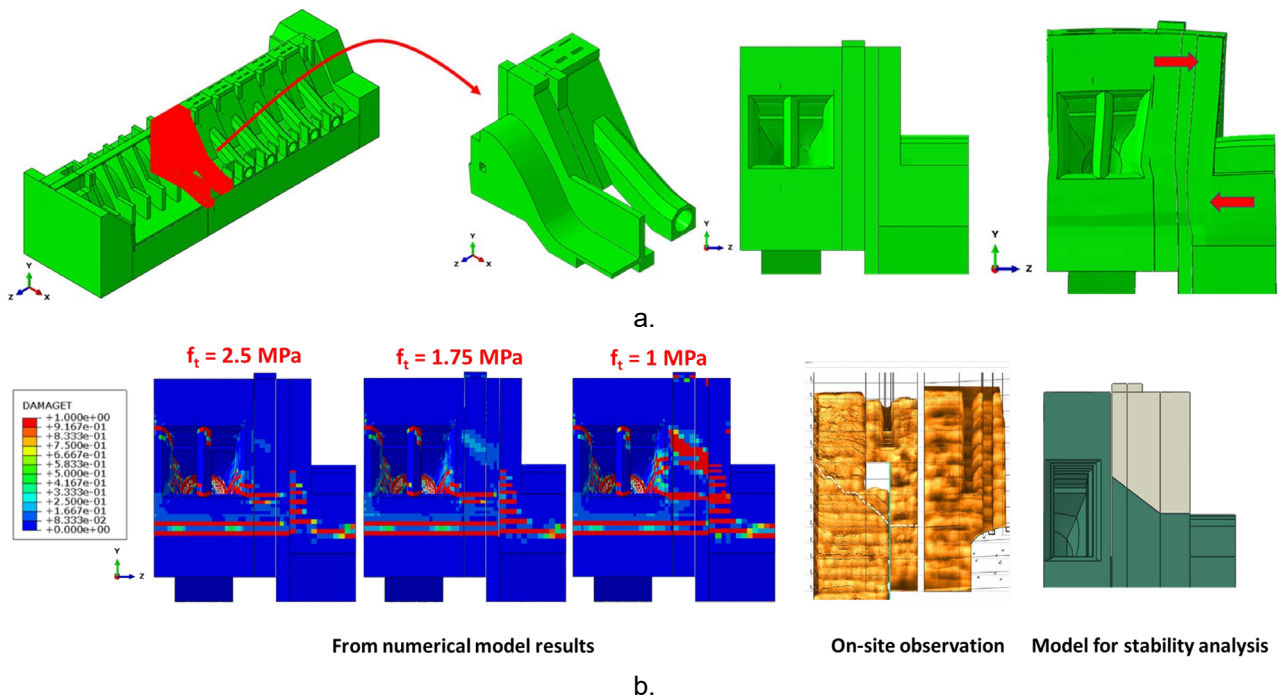 Y
Z
X
Y
Z
X
Y
Z
Y
Z
a.
f_t = 2.5 MPa
f_t = 1.75 MPa
f_t = 1 MPa
DAMAGET
+1.000e+00
+9.167e-01
+8.333e-01
+7.500e-01
+6.667e-01
+5.833e-01
+5.000e-01
+4.167e-01
+3.333e-01
+2.500e-01
+1.667e-01
+8.333e-02
+0.000e+00
Y
Z
From numerical model results
On-site observation
Model for stability analysis
b.